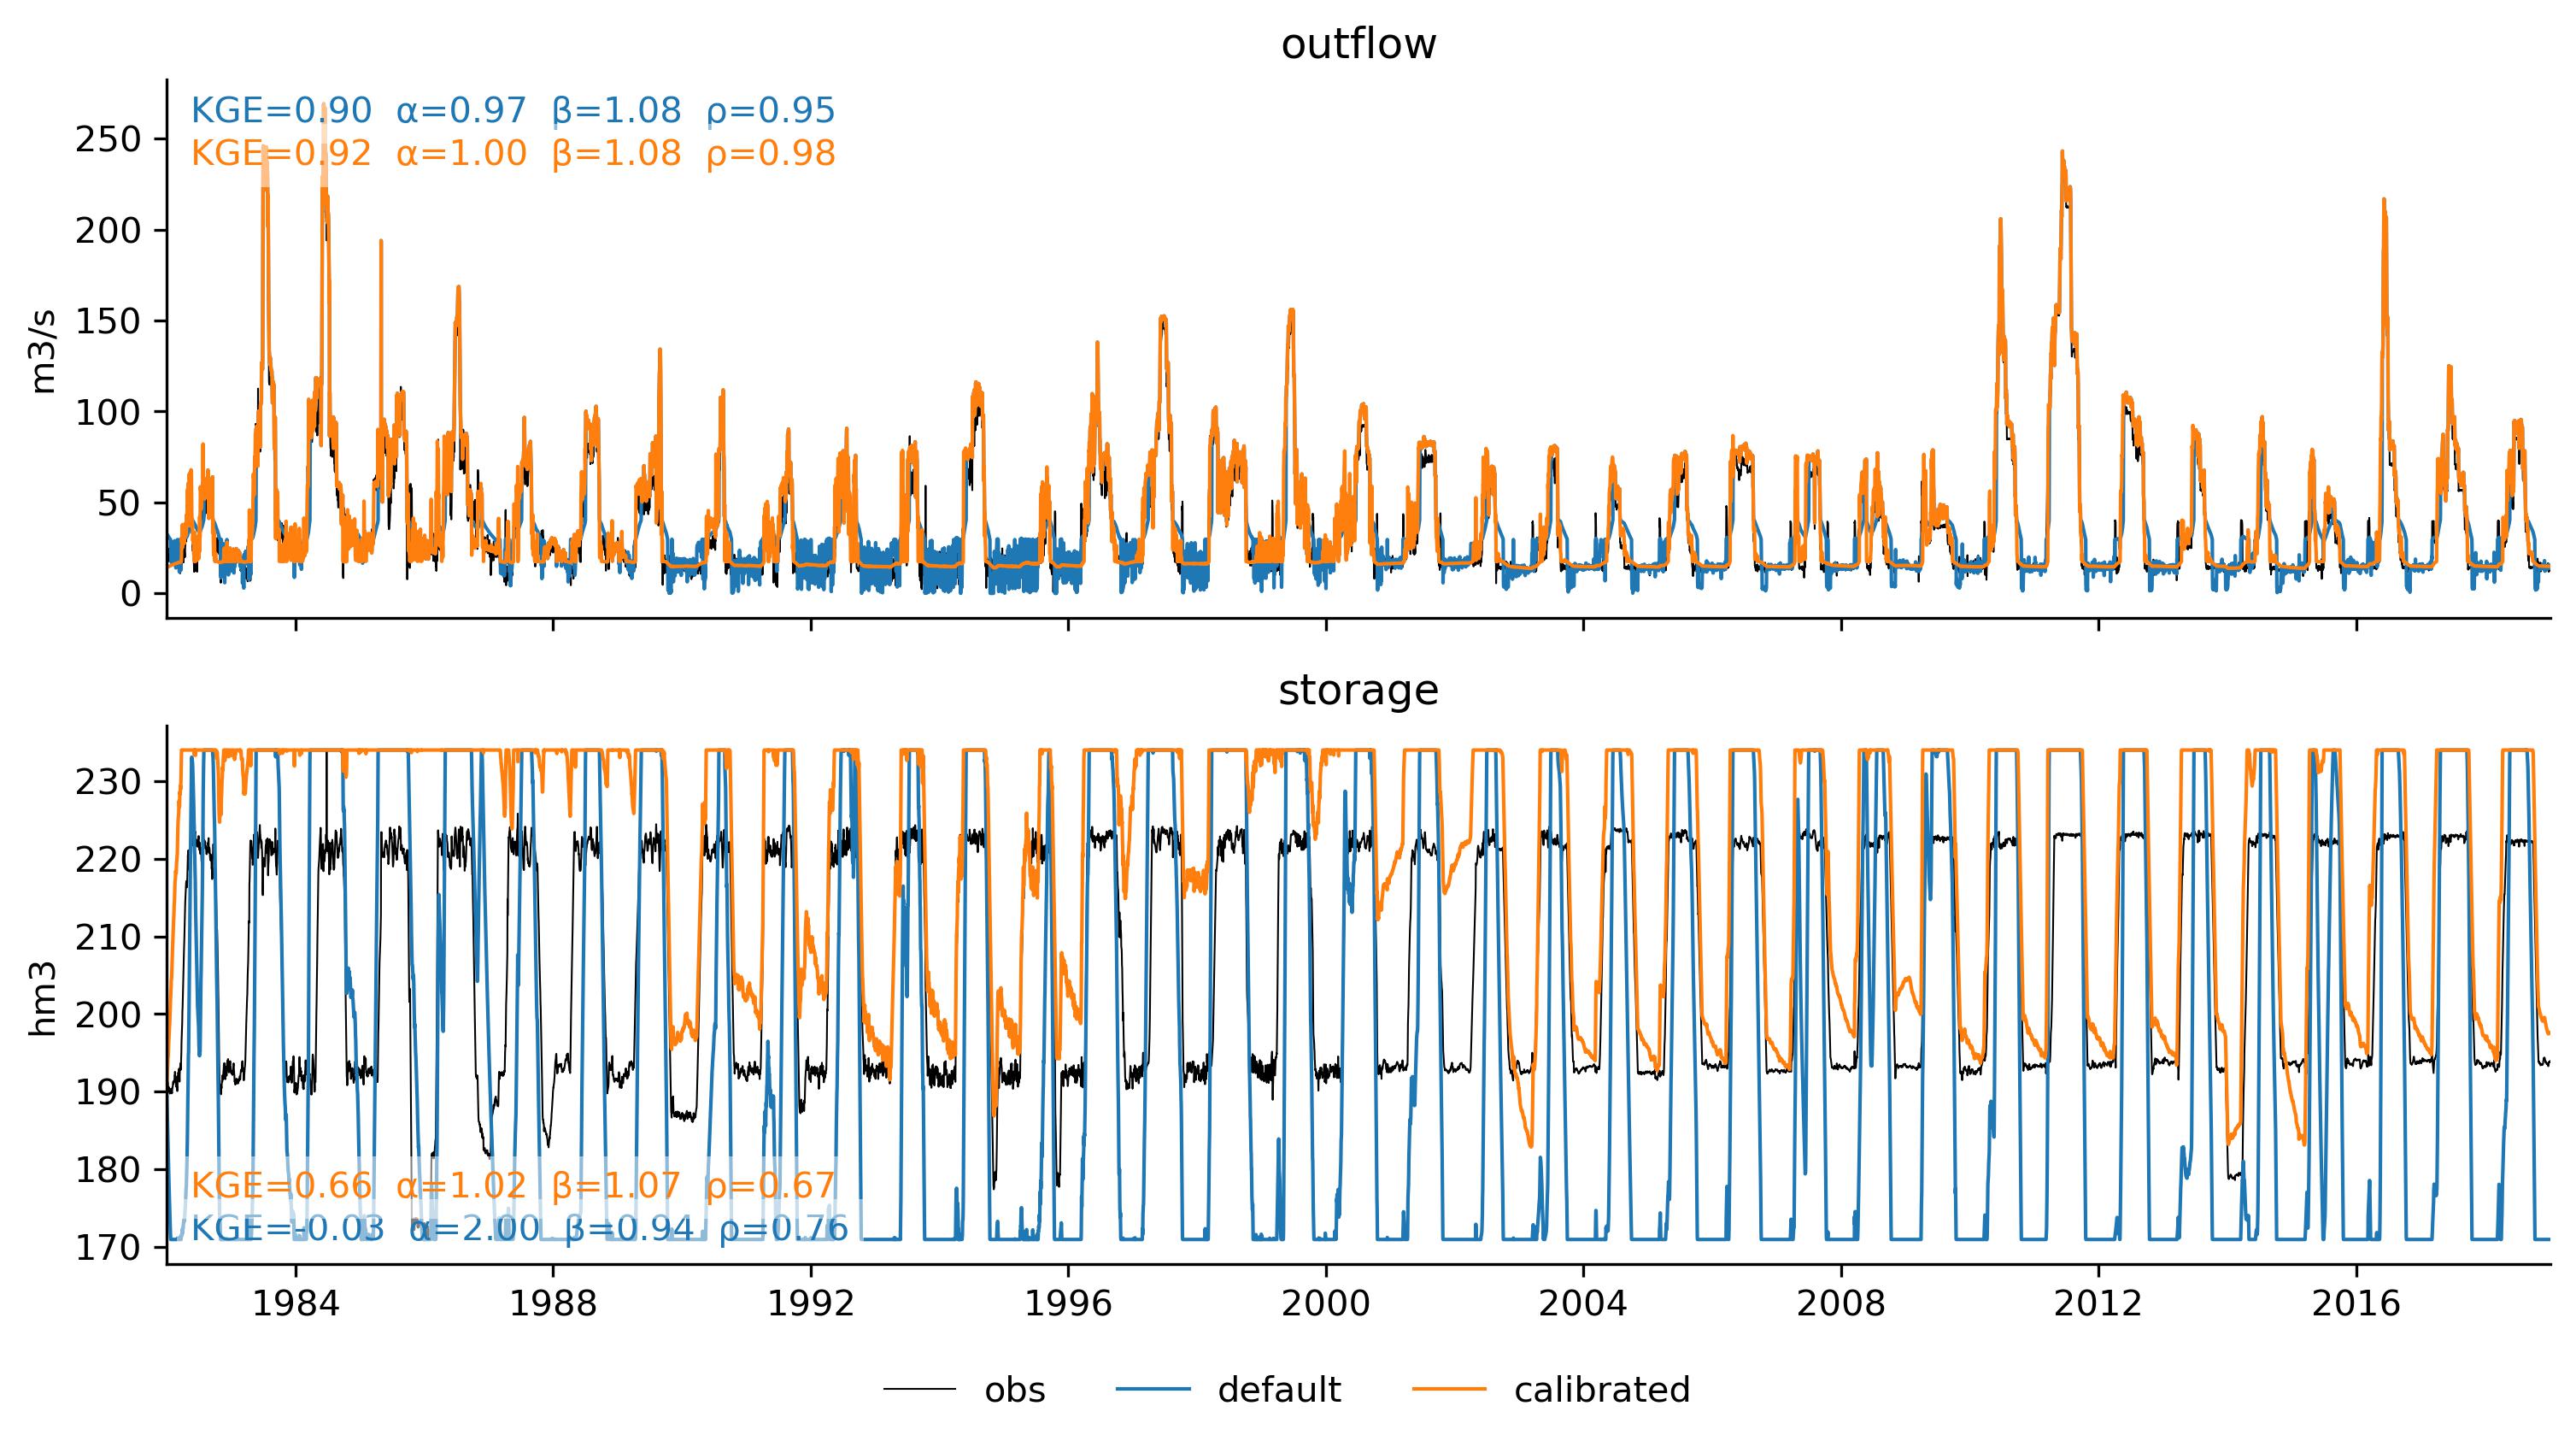 outflow
KGE=0.90 α=0.97 β=1.08 ρ=0.95
KGE=0.92 α=1.00 β=1.08 ρ=0.98
250
200
150
100
50
0
m3/s
storage
230
220
210
200
190
180
170
hm3
KGE=0.66 α=1.02 β=1.07 ρ=0.67
KGE=-0.03 α=2.00 β=0.94 ρ=0.76
1984 1988 1992 1996 2000 2004 2008 2012 2016
obs default calibrated